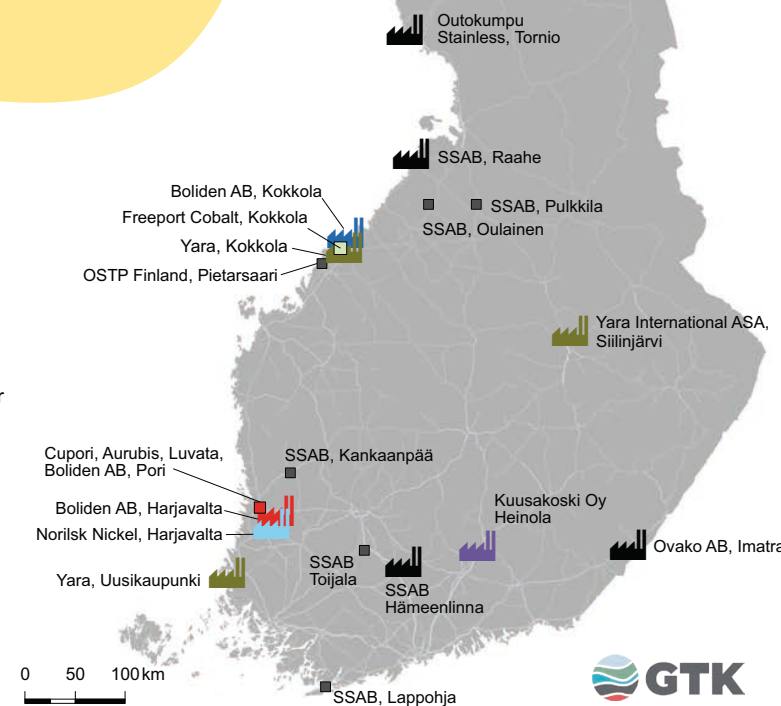 Outokumpu
Stainless, Tornio
SSAB, Raahe
Boliden AB, Kokkola
Freeport Cobalt, Kokkola
SSAB, Pulkkila
SSAB, Oulainen
Yara, Kokkola
OSTP Finland, Pietarsaari
Yara International ASA,
Siilinjärvi
r
Cupori, Aurubis, Luvata,
Boliden AB, Pori
SSAB, Kankaanpää
Boliden AB, Harjavalta
Kuusakoski Oy
Heinola
Norilsk Nickel, Harjavalta
Ovako AB, Imatra
SSAB
Toijala
Yara, Uusikaupunki
SSAB
Hämeenlinna
0 50 100 km
GTK
SSAB, Lappohja